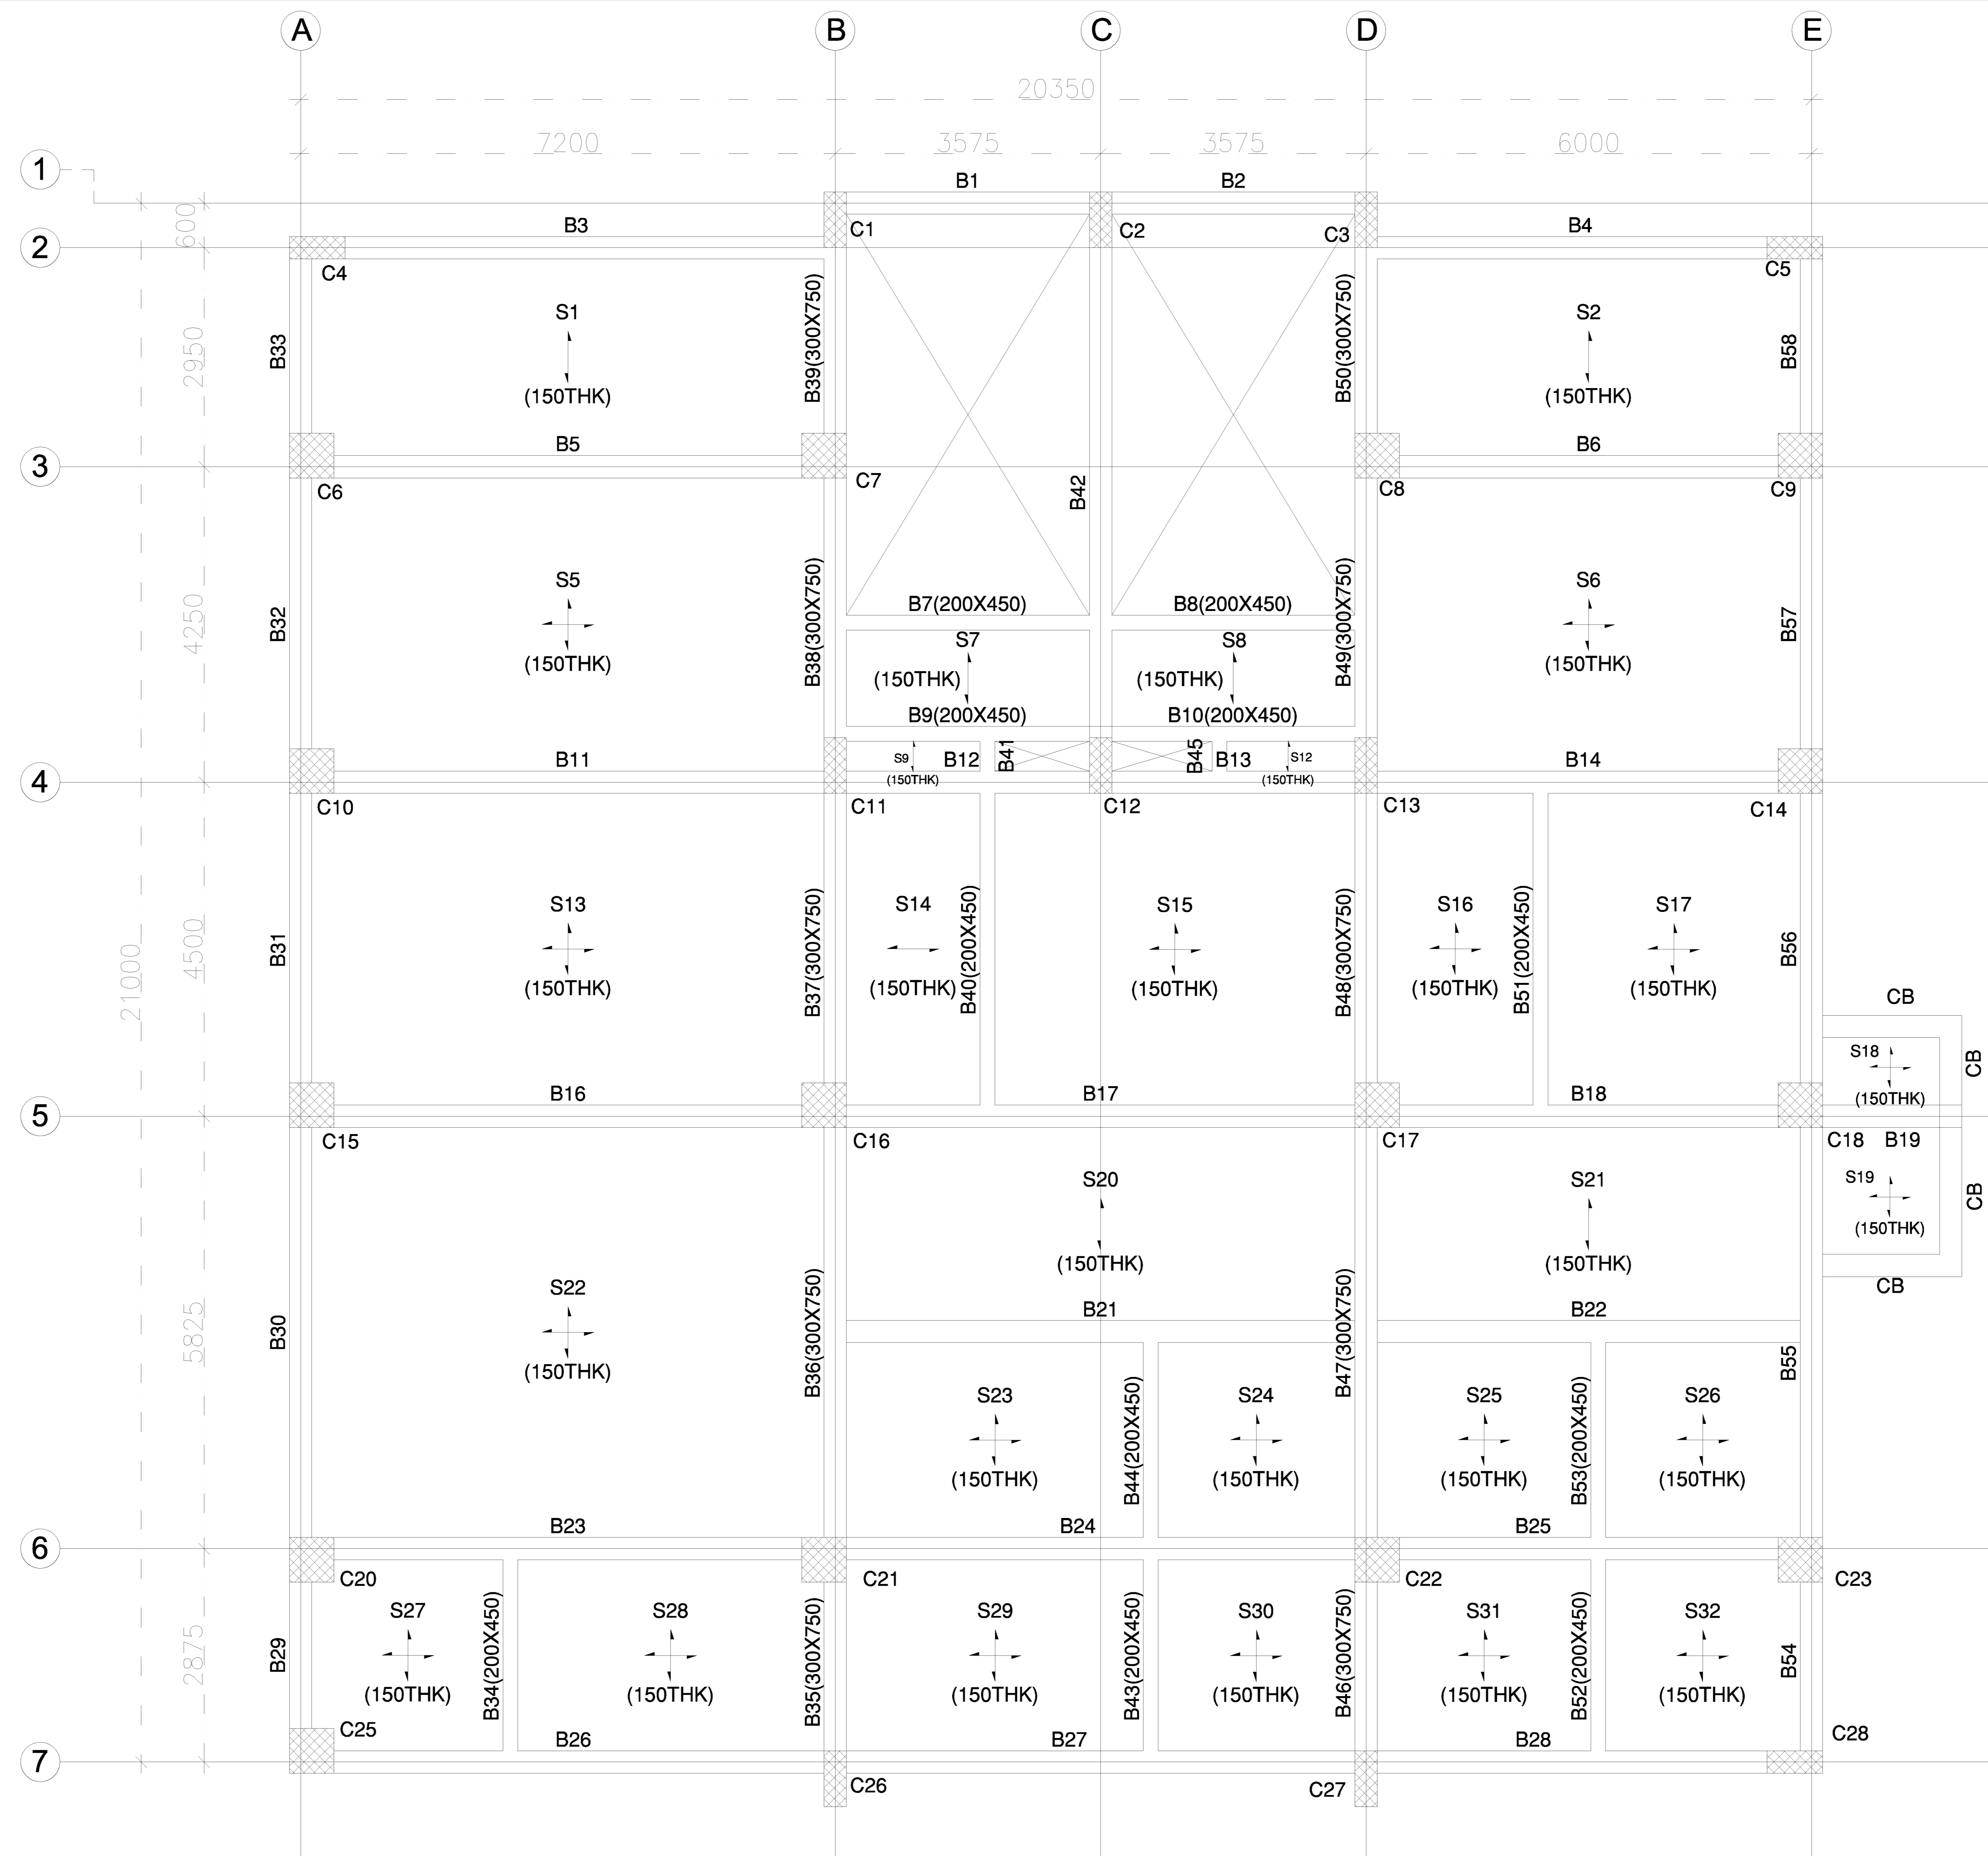 A B C D E
20350
7200 3575 3575 6000
1
B1 B2
600
B3 C1 C2 C3 B4
2
C4 C5
S1
(150THK)
B33
2950
B39(300X750)
B50(300X750)
S2
(150THK)
B58
B5 B6
3
C6 C7 C8 C9
B42
S5
(150THK)
B32
4250
B38(300X750)
B7(200X450) B8(200X450)
B49(300X750)
S6
(150THK)
B57
S7 S8
(150THK) (150THK)
B9(200X450) B10(200X450)
B11 S9 B12 B41 B45 B13 S12 B14
(150THK) (150THK)
4
C10 C11 C12 C13 C14
S13
(150THK)
B31
4500
21000
B37(300X750)
S14
(150THK)
B40(200X450)
S15
(150THK)
B48(300X750)
S16
(150THK)
B51(200X450)
S17
(150THK)
B56
CB
S18
(150THK)
CB
B16 B17 B18
5
C15 C16 C17 C18 B19
S19
(150THK)
CB
CB
S20
(150THK)
S21
(150THK)
S22
(150THK)
B30
5825
B36(300X750)
B21 B22
B47(300X750)
B55
S23
(150THK)
B44(200X450)
S24
(150THK)
S25
(150THK)
B53(200X450)
S26
(150THK)
B23 B24 B25
6
C20 C21 C22 C23
S27
(150THK)
B29
2875
B34(200X450)
S28
(150THK)
B35(300X750)
S29
(150THK)
B43(200X450)
S30
(150THK)
B46(300X750)
S31
(150THK)
B52(200X450)
S32
(150THK)
B54
C25 B26 B27 B28 C28
7
C26 C27